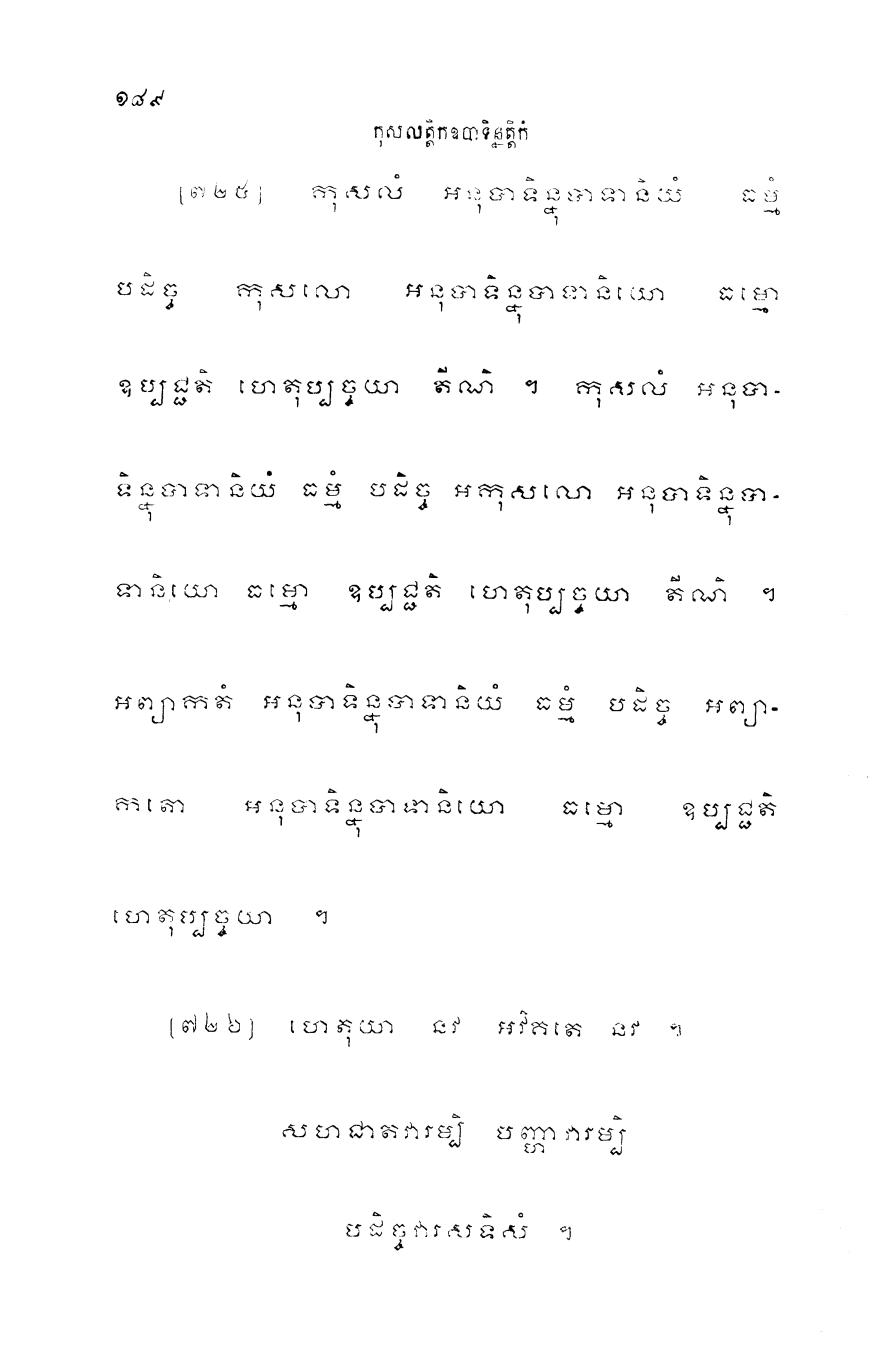 ១៨៩
កុសលត្តិកឧបាទិន្នត្តិកំ
[៧២៥] កុសលំ អនុបាទិន្នុបាទានិយំ ធម្មំ
បដិច្ច កុសលោ អនុបាទិន្នុបាទានិយោ ធម្មោ
ឧប្បជ្ជតិ ហេតុប្បច្ចយា តីណិ ។ កុសលំ អនុបា-
ទិន្នុបាទានិយំ ធម្មំ បដិច្ច អកុសលោ អនុបាទិន្នុបា-
ទានិយោ ធម្មោ ឧប្បជ្ជតិ ហេតុប្បច្ចយា តីណិ ។
អព្យាកតំ អនុបាទិន្នុបាទានិយំ ធម្មំ បដិច្ច អព្យា-
កតោ អនុបាទិន្នុបាទានិយោ ធម្មោ ឧប្បជ្ជតិ
ហេតុប្បច្ចយា ។
[៧២៦] ហេតុយា នវ អវិគតេ នវ ។
សហជាតវារម្បិ បញ្ហាវារម្បិ
បដិច្ចវារសទិសំ ។